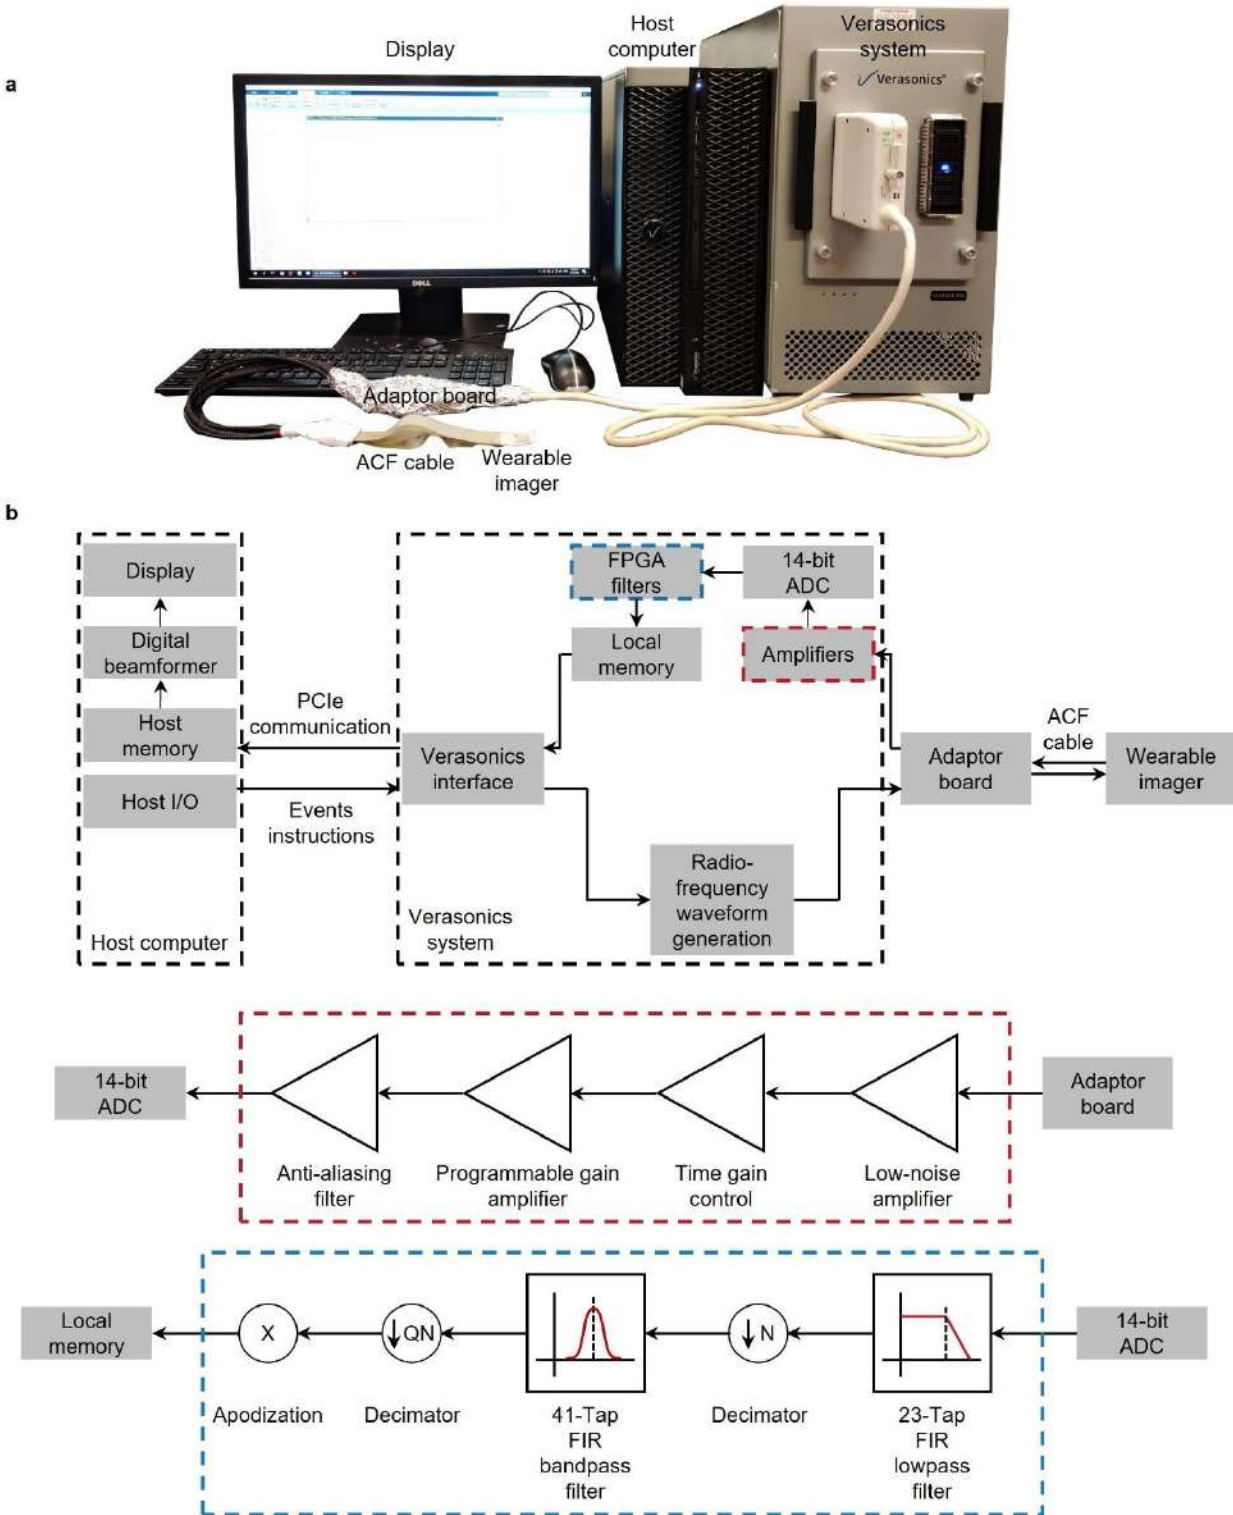 a
Display
Host
computer
Verasonics
system
Verasonics®
DELL
Adaptor board
ACF cable
Wearable
imager
b
Display
Digital
beamformer
Host
memory
Host I/O
Host computer
PCIe
communication
Events
instructions
FPGA
filters
14-bit
ADC
Local
memory
Amplifiers
Verasonics
interface
Radio-
frequency
waveform
generation
Verasonics
system
Adaptor
board
ACF
cable
Wearable
imager
14-bit
ADC
Anti-aliasing
filter
Programmable gain
amplifier
Time gain
control
Low-noise
amplifier
Adaptor
board
Local
memory
X
↓QN
↓N
14-bit
ADC
Apodization
Decimator
41-Tap
FIR
bandpass
filter
Decimator
23-Tap
FIR
lowpass
filter